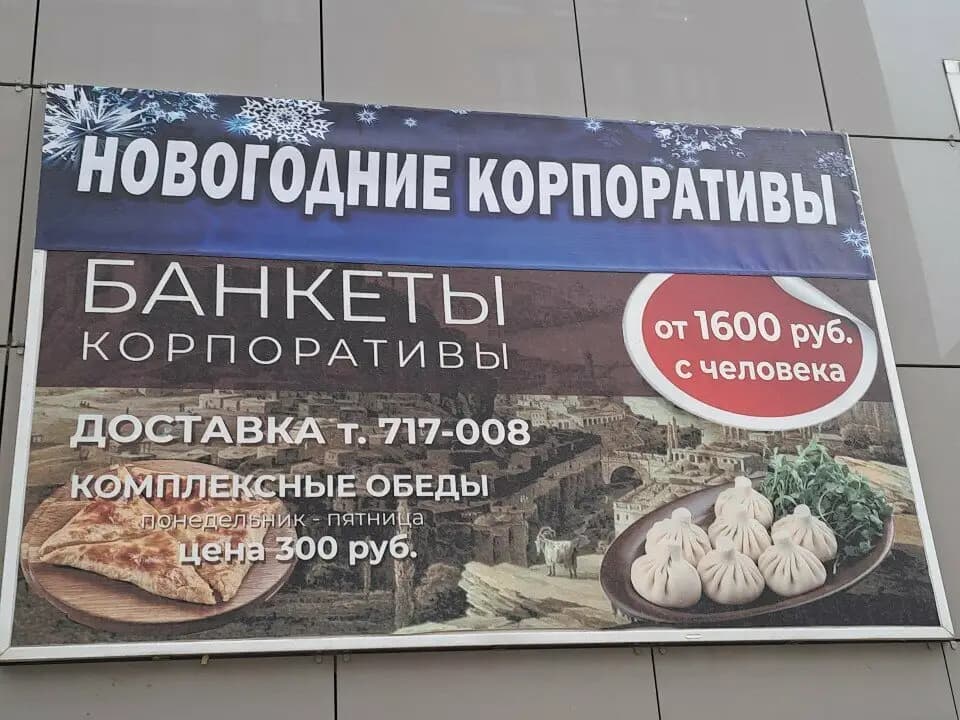 НОВОГОДНИЕ КОРПОРАТИВЫ
БАНКЕТЫ
КОРПОРАТИВЫ
от 1600 руб.
с человека
ДОСТАВКА т. 717-008
КОМПЛЕКСНЫЕ ОБЕДЫ
понедельник - пятница
цена 300 руб.